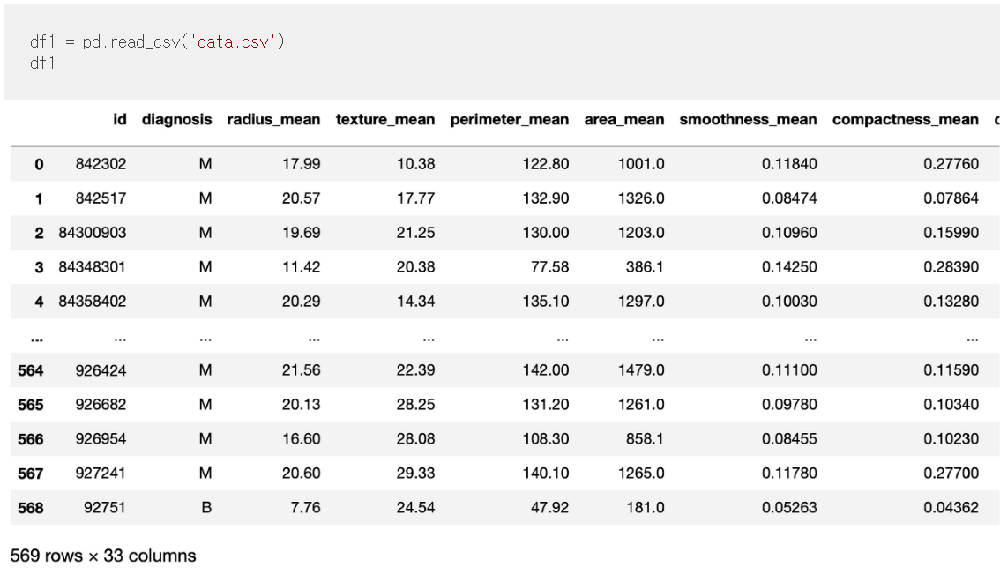 df1 = pd.read_csv('data.csv')
df1
id diagnosis radius_mean texture_mean perimeter_mean area_mean smoothness_mean compactness_mean c
0 842302 M 17.99 10.38 122.80 1001.0 0.11840 0.27760
1 842517 M 20.57 17.77 132.90 1326.0 0.08474 0.07864
2 84300903 M 19.69 21.25 130.00 1203.0 0.10960 0.15990
3 84348301 M 11.42 20.38 77.58 386.1 0.14250 0.28390
4 84358402 M 20.29 14.34 135.10 1297.0 0.10030 0.13280
... ... ... ... ... ... ... ... ...
564 926424 M 21.56 22.39 142.00 1479.0 0.11100 0.11590
565 926682 M 20.13 28.25 131.20 1261.0 0.09780 0.10340
566 926954 M 16.60 28.08 108.30 858.1 0.08455 0.10230
567 927241 M 20.60 29.33 140.10 1265.0 0.11780 0.27700
568 92751 B 7.76 24.54 47.92 181.0 0.05263 0.04362
569 rows × 33 columns